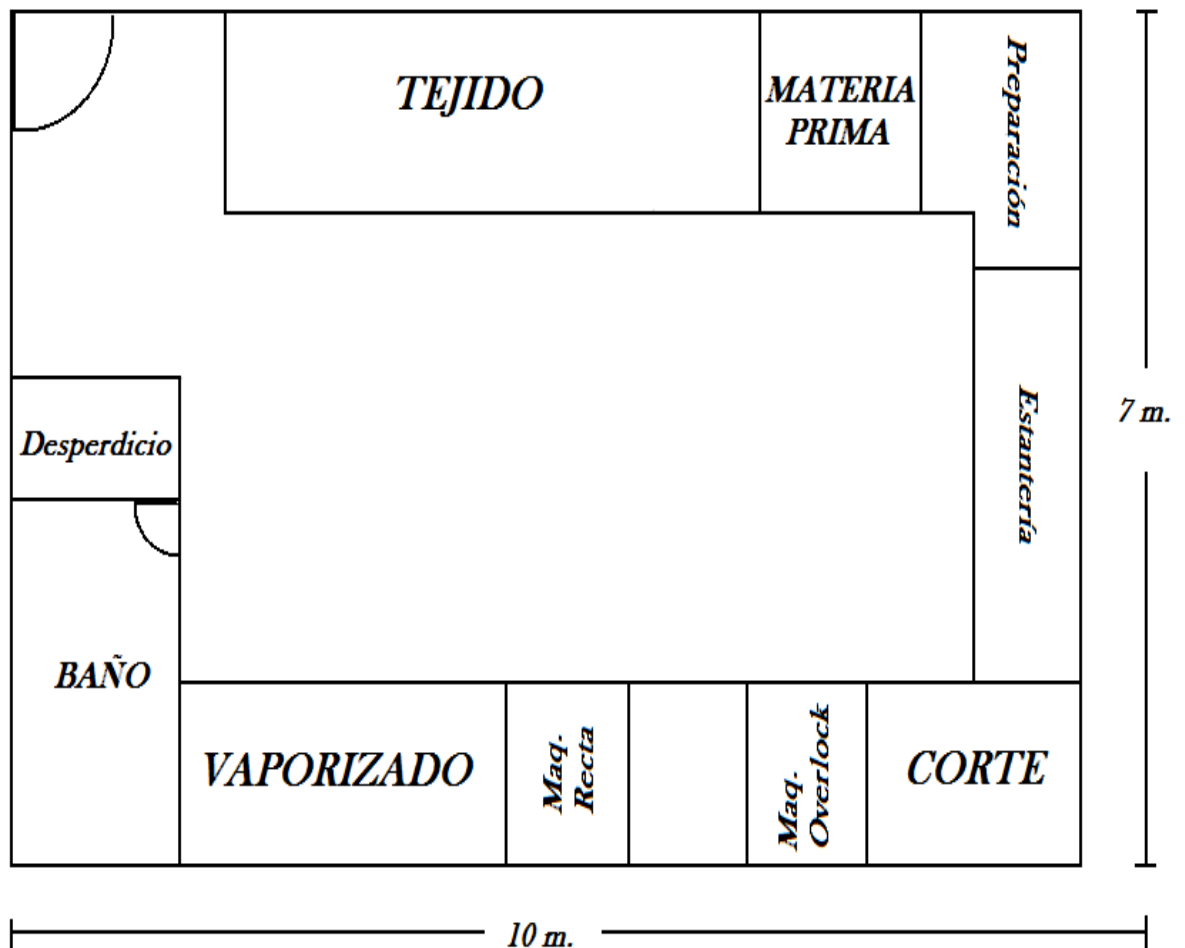 TEJIDO
MATERIA
PRIMA
Preparación
7 m.
Desperdicio
Estantería
BAÑO
VAPORIZADO
Maq.
Recta
Maq.
Overlock
CORTE
10 m.